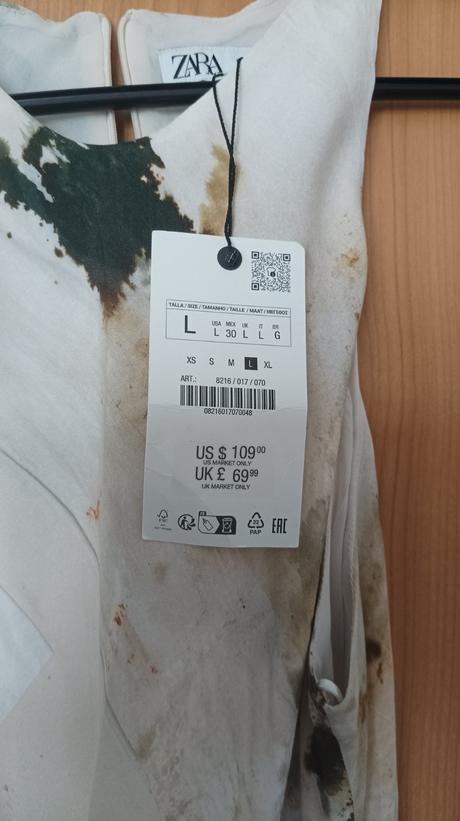 ZARA
TALLA / SIZE / TAMANHO / TAILLE / MAAT / ΜΕΓΕΘΟΣ
L
USA MEX UK IT BR
L 30 L L G
XS S M L XL
ART.: 8216 / 017 / 070
08216017070048
US $ 109.00
US MARKET ONLY
UK £ 69.99
UK MARKET ONLY
22
PAP
EAC